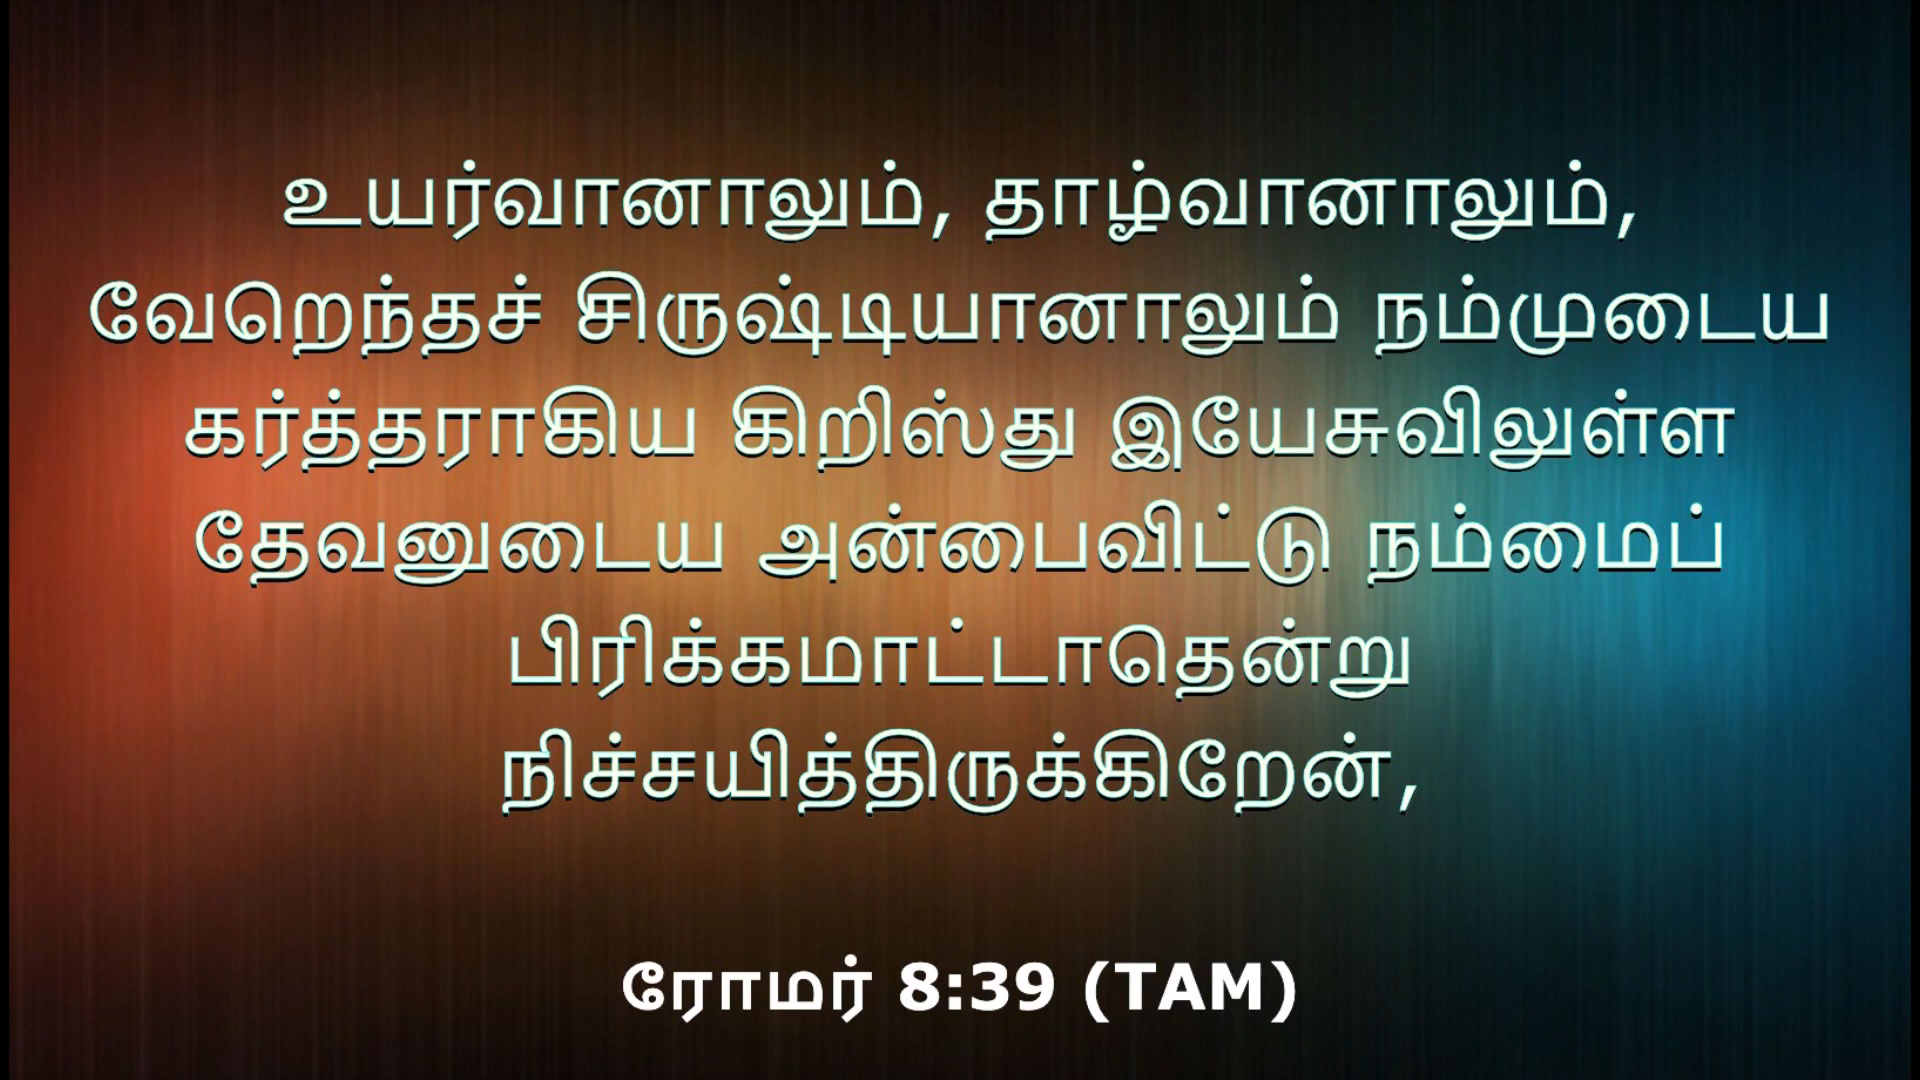 உயர்வானாலும், தாழ்வானாலும்,
வேறெந்தச் சிருஷ்டியானாலும் நம்முடைய
கர்த்தராகிய கிறிஸ்து இயேசுவிலுள்ள
தேவனுடைய அன்பைவிட்டு நம்மைப்
பிரிக்கமாட்டாதென்று
நிச்சயித்திருக்கிறேன்,
ரோமர் 8:39 (TAM)